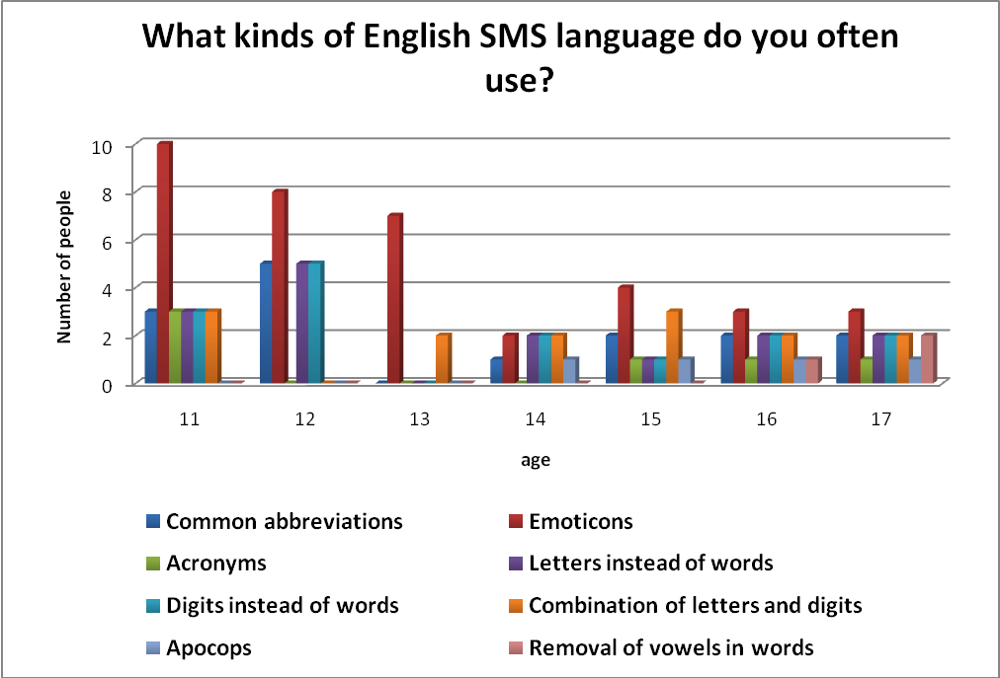 What kinds of English SMS language do you often
use?
10
8
6
4
2
0
Number of people
11 12 13 14 15 16 17
age
Common abbreviations Emoticons
Acronyms Letters instead of words
Digits instead of words Combination of letters and digits
Apocops Removal of vowels in words